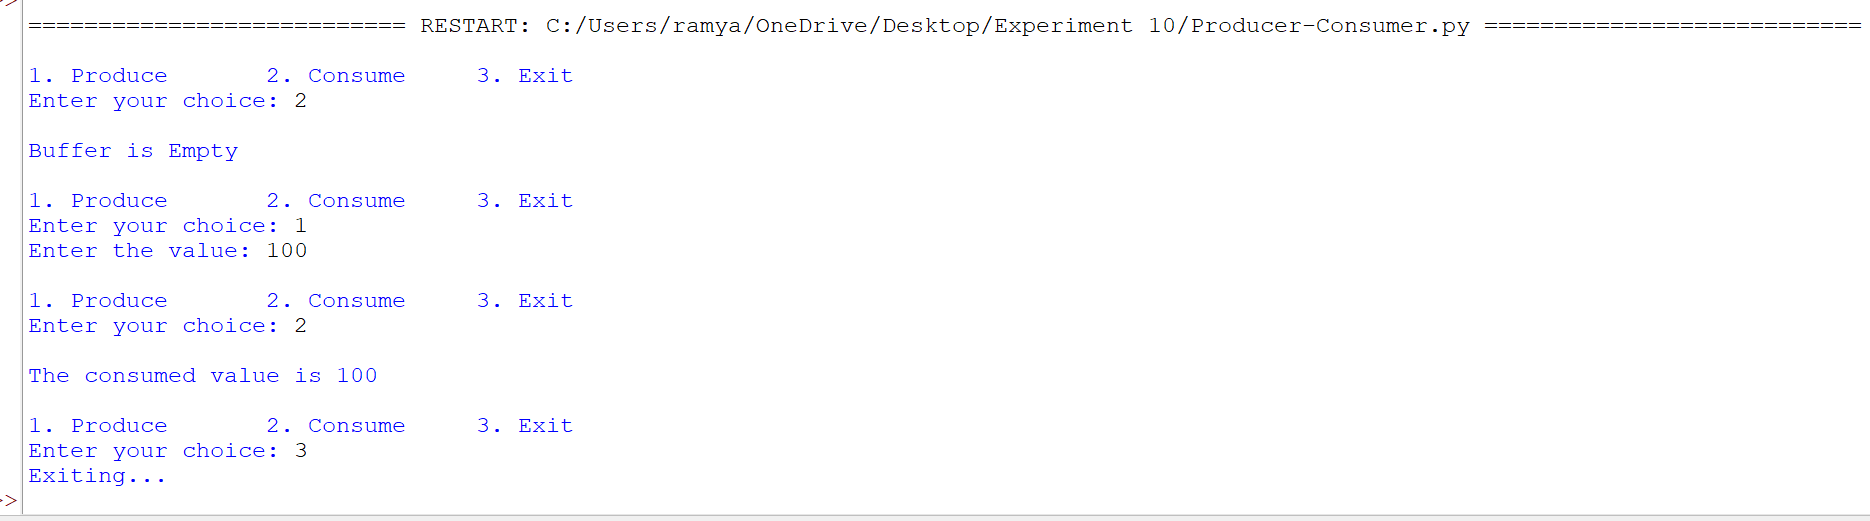 >
=========================== RESTART: C:/Users/ramya/OneDrive/Desktop/Experiment 10/Producer-Consumer.py ===========================
1. Produce       2. Consume     3. Exit
Enter your choice: 2
Buffer is Empty
1. Produce       2. Consume     3. Exit
Enter your choice: 1
Enter the value: 100
1. Produce       2. Consume     3. Exit
Enter your choice: 2
The consumed value is 100
1. Produce       2. Consume     3. Exit
Enter your choice: 3
Exiting...
>>